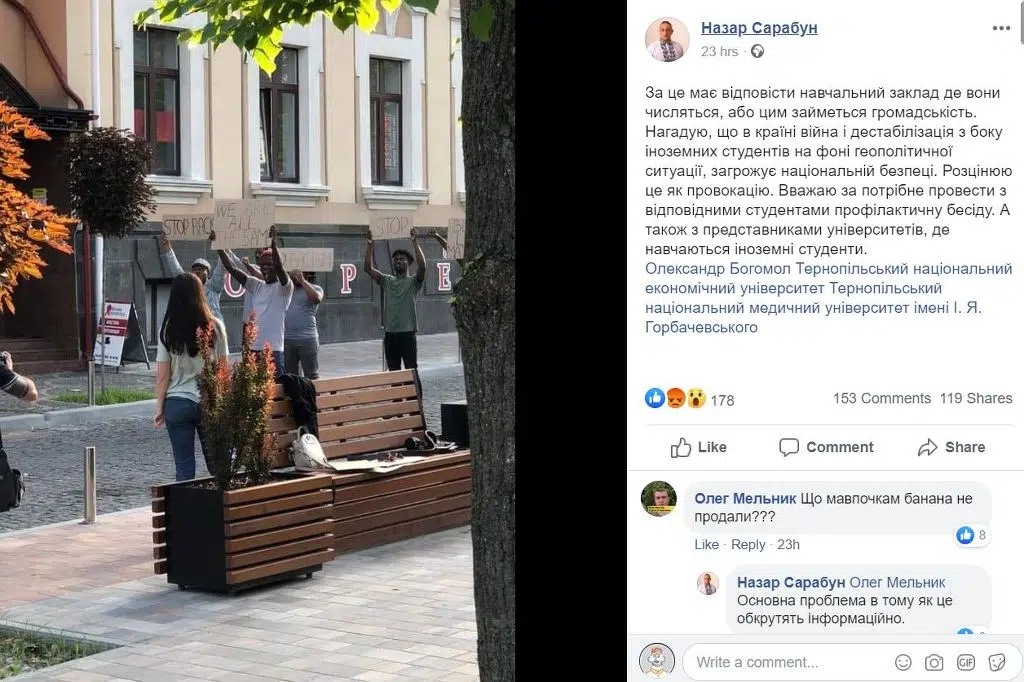 STOP
WE ARE
ALL
STOP
Р
Е
Назар Сарабун
23 hrs
За це має відповісти навчальний заклад де вони
числяться, або цим займеться громадськість.
Нагадую, що в країні війна і дестабілізація з боку
іноземних студентів на фоні геополітичної
ситуації, загрожує національній безпеці. Розцінюю
це як провокацію. Вважаю за потрібне провести з
відповідними студентами профілактичну бесіду. А
також з представниками університетів, де
навчаються іноземні студенти.
Олександр Богомол Тернопільський національний
економічний університет Тернопільський
національний медичний університет імені І. Я.
Горбачевського
178
153 Comments 119 Shares
Like Comment Share
Олег Мельник Що мавпочкам банана не
продали???
8
Like · Reply · 23h
Назар Сарабун Олег Мельник
Основна проблема в тому як це
обкрутять інформаційно.
Write a comment...
GIF